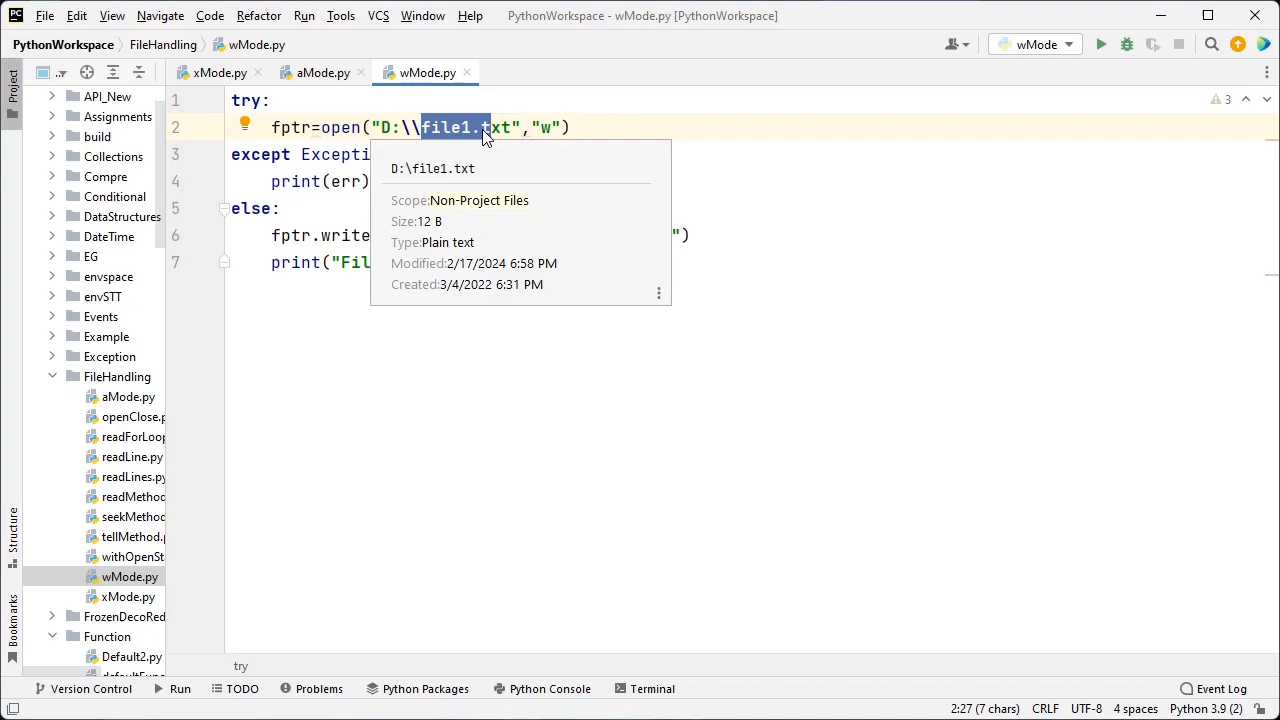 PC File Edit View Navigate Code Refactor Run Tools VCS Window Help PythonWorkspace - wMode.py [PythonWorkspace]
PythonWorkspace FileHandling wMode.py wMode
xMode.py aMode.py wMode.py
Project
Structure
Bookmarks
API_New
Assignments
build
Collections
Compre
Conditional
DataStructures
DateTime
EG
envspace
envSTT
Events
Example
Exception
FileHandling
aMode.py
openClose.p
readForLoop
readLine.py
readLines.py
readMethod
seekMethod
tellMethod.p
withOpenSt
wMode.py
xMode.py
FrozenDecoRed
Function
Default2.py
1 try:
2 fptr=open("D:\\file1.txt","w")
3 except Excepti
4 print(err)
5 else:
6 fptr.write ")
7 print("Fil
3
D:\file1.txt
Scope:Non-Project Files
Size:12 B
Type:Plain text
Modified:2/17/2024 6:58 PM
Created:3/4/2022 6:31 PM
try
Version Control Run TODO Problems Python Packages Python Console Terminal Event Log
2:27 (7 chars) CRLF UTF-8 4 spaces Python 3.9 (2)